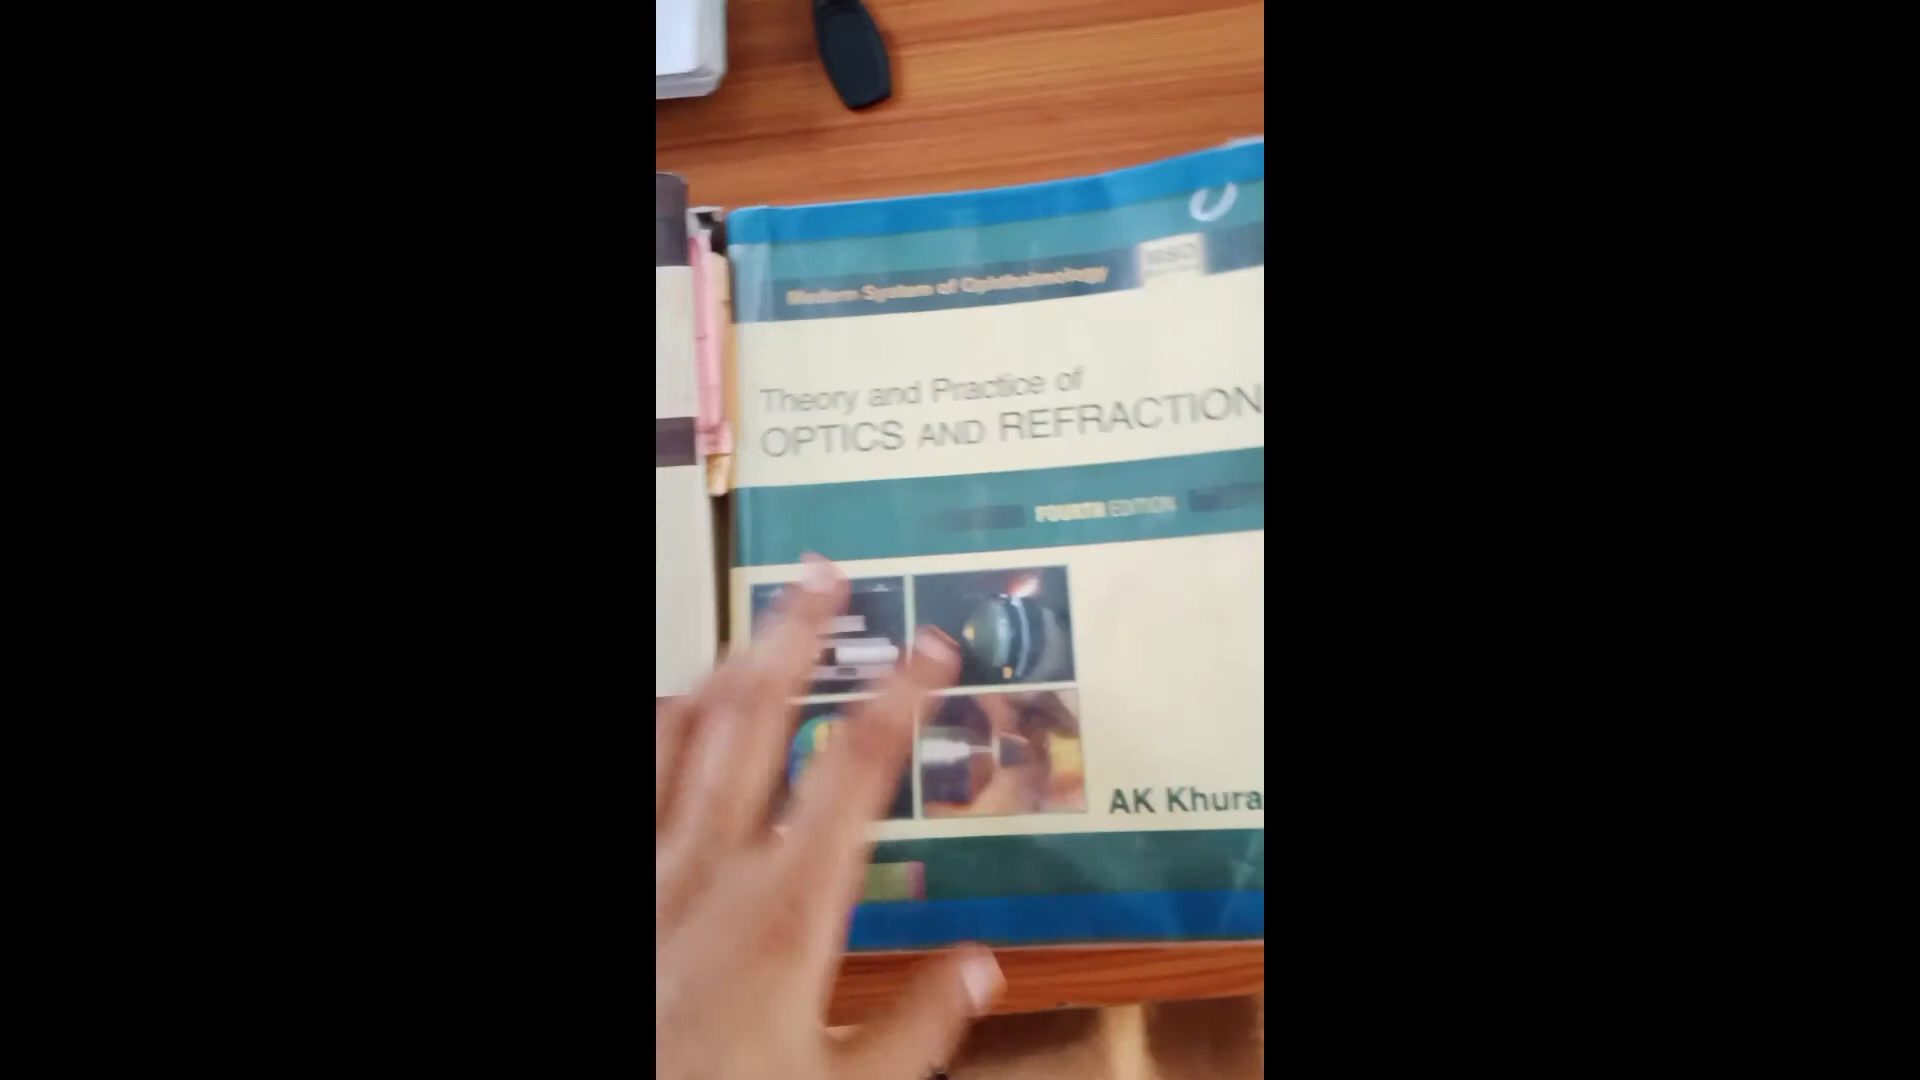 Modern System of Ophthalmology
Theory and Practice of
OPTICS AND REFRACTION
FOURTH EDITION
AK Khura